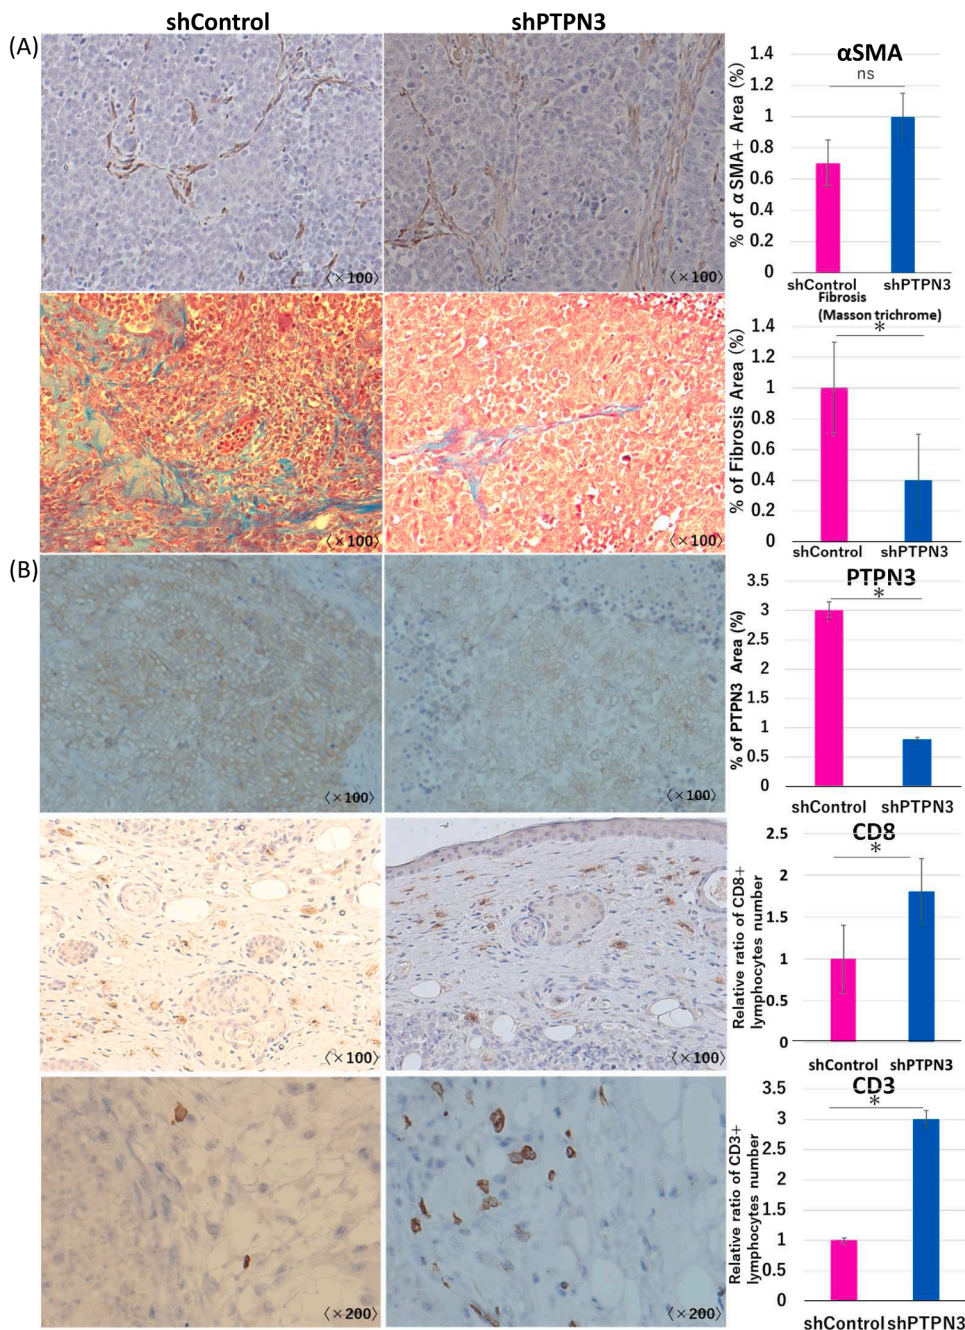 shControl
shPTPN3
(A)
〈×100〉
〈×100〉
αSMA
ns
% of αSMA+ Area (%)
1.4
1.2
1
0.8
0.6
0.4
0.2
0
shControl
shPTPN3
〈×100〉
〈×100〉
Fibrosis
(Masson trichrome)
*
% of Fibrosis Area (%)
1.4
1.2
1
0.8
0.6
0.4
0.2
0
shControl
shPTPN3
(B)
〈×100〉
〈×100〉
PTPN3
*
% of PTPN3 Area (%)
3.5
3
2.5
2
1.5
1
0.5
0
shControl
shPTPN3
〈×100〉
〈×100〉
CD8
*
Relative ratio of CD8+
lymphocytes number
2.5
2
1.5
1
0.5
0
shControl
shPTPN3
〈×200〉
〈×200〉
CD3
*
Relative ratio of CD3+
lymphocytes number
3.5
3
2.5
2
1.5
1
0.5
0
shControl
shPTPN3